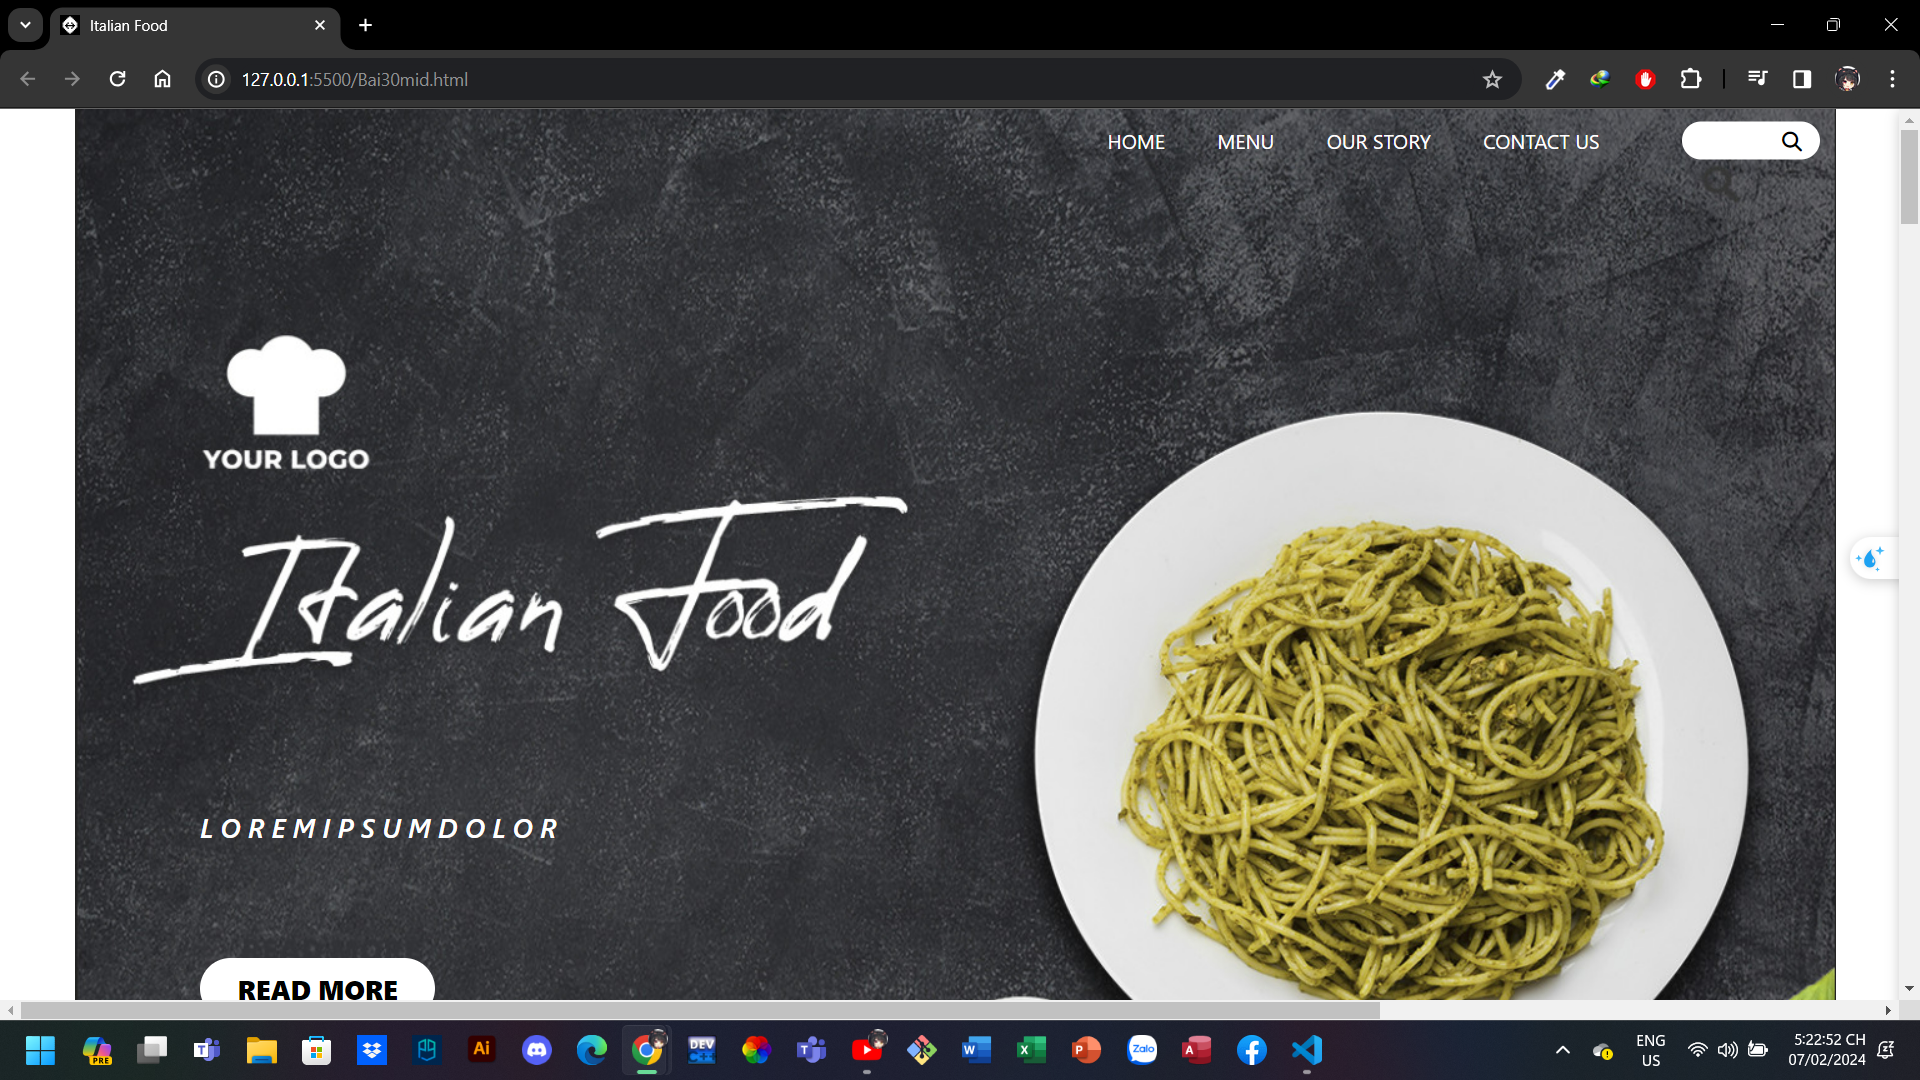 Italian Food
127.0.0.1:5500/Bai30mid.html
HOME MENU OUR STORY CONTACT US
YOUR LOGO
Italian Food
LOREMIPSUMDOLOR
READ MORE
PRE
Ai
DEV
C++
Zalo
ENG
US
5:22:52 CH
07/02/2024